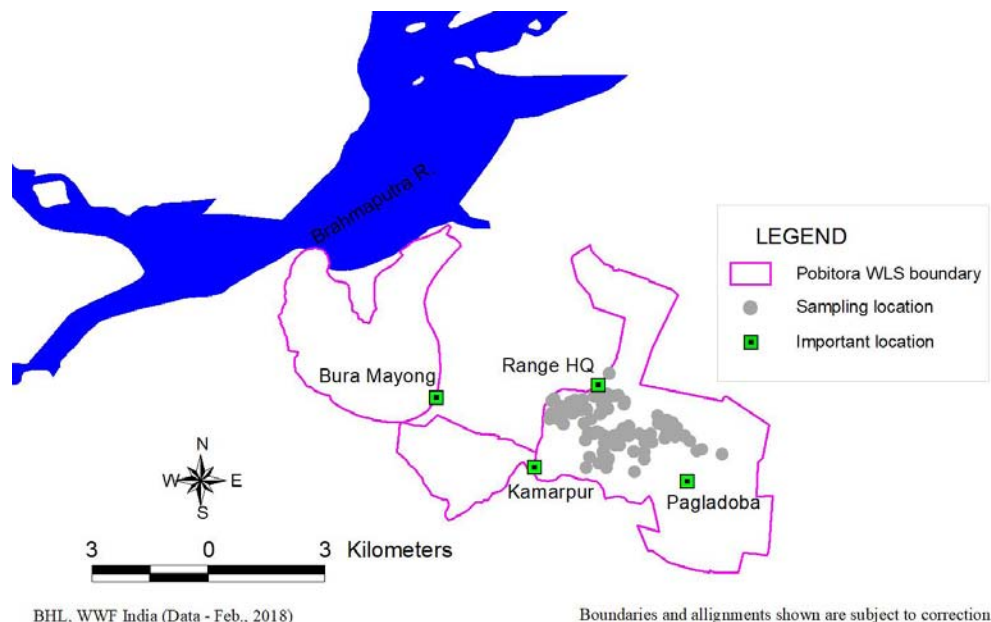 Brahmaputra R.
LEGEND
Pobitora WLS boundary
Sampling location
Important location
Range HQ
Bura Mayong
Kamarpur
Pagladoba
N
W E
S
3 0 3 Kilometers
BHL, WWF India (Data - Feb., 2018)
Boundaries and allignments shown are subject to correction